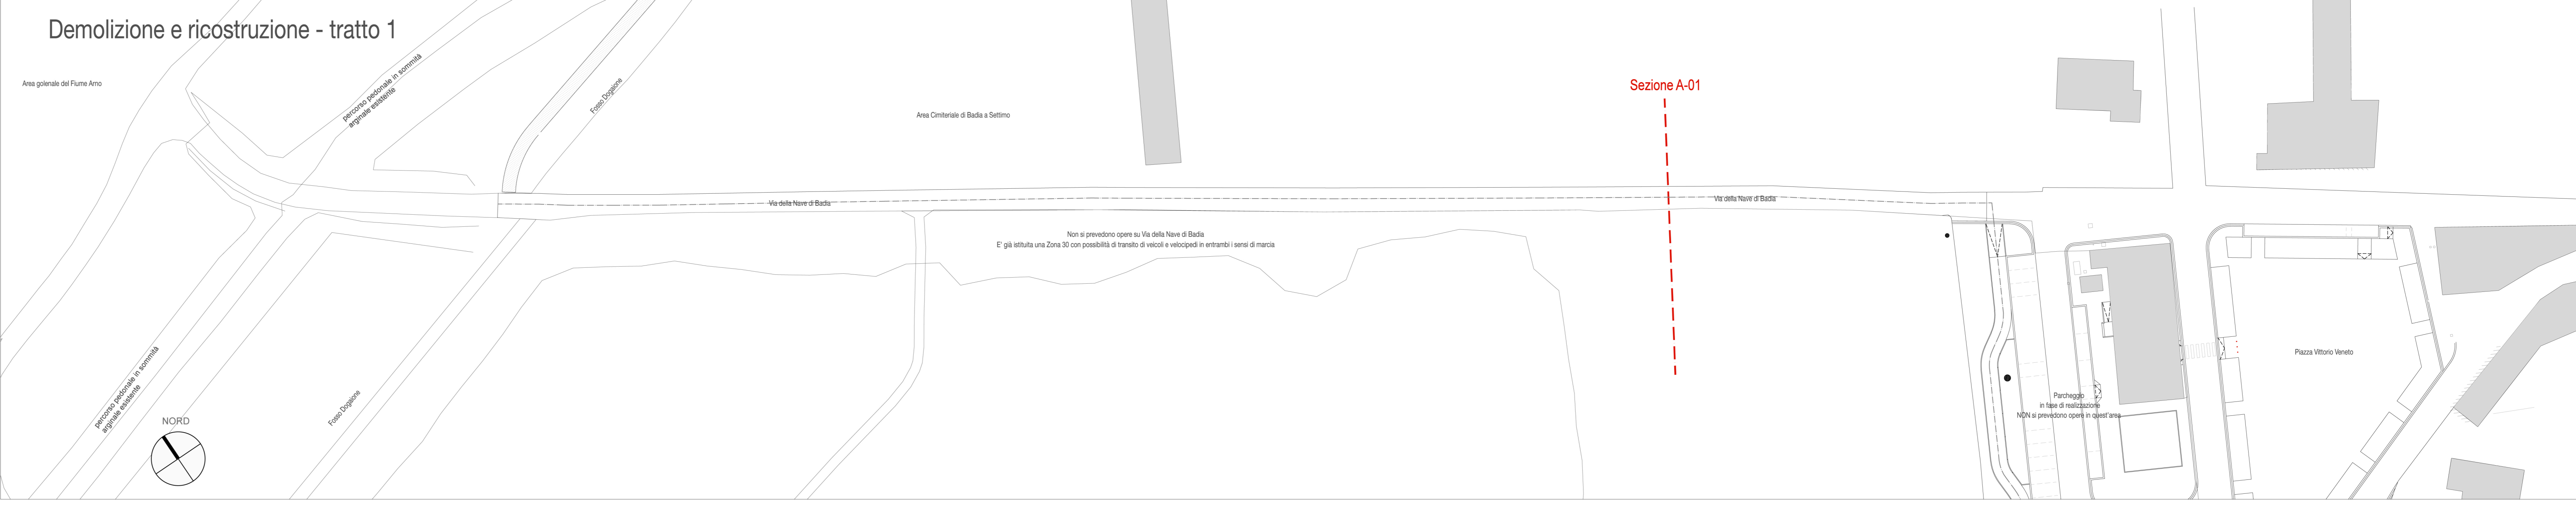 Demolizione e ricostruzione - tratto 1
Area golenale del Fiume Arno
percorso pedonale in sommità
arginale esistente
Fosso Dogaione
Area Cimiteriale di Badia a Settimo
Sezione A-01
Via della Nave di Badia
Via della Nave di Badia
Non si prevedono opere su Via della Nave di Badia
E' già istituita una Zona 30 con possibilità di transito di veicoli e velocipedi in entrambi i sensi di marcia
Piazza Vittorio Veneto
Parcheggio
in fase di realizzazione
NON si prevedono opere in quest'area
percorso pedonale in sommità
arginale esistente
Fosso Dogaione
NORD